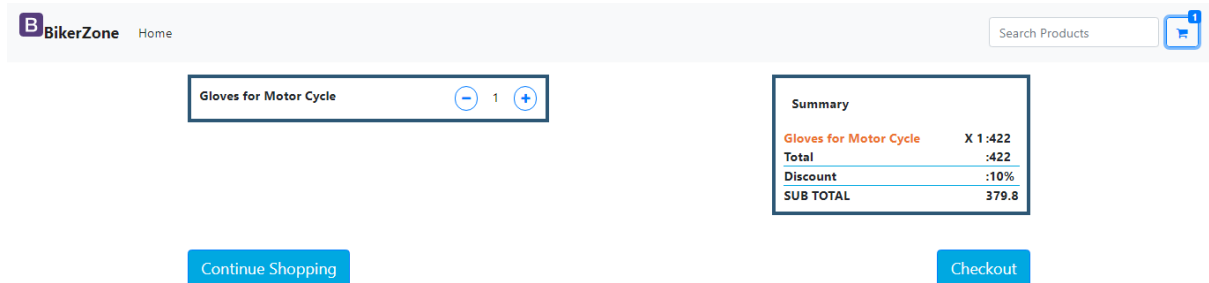 B BikerZone Home Search Products 1
Gloves for Motor Cycle - 1 +
Summary
Gloves for Motor Cycle X 1 :422
Total :422
Discount :10%
SUB TOTAL 379.8
Continue Shopping Checkout